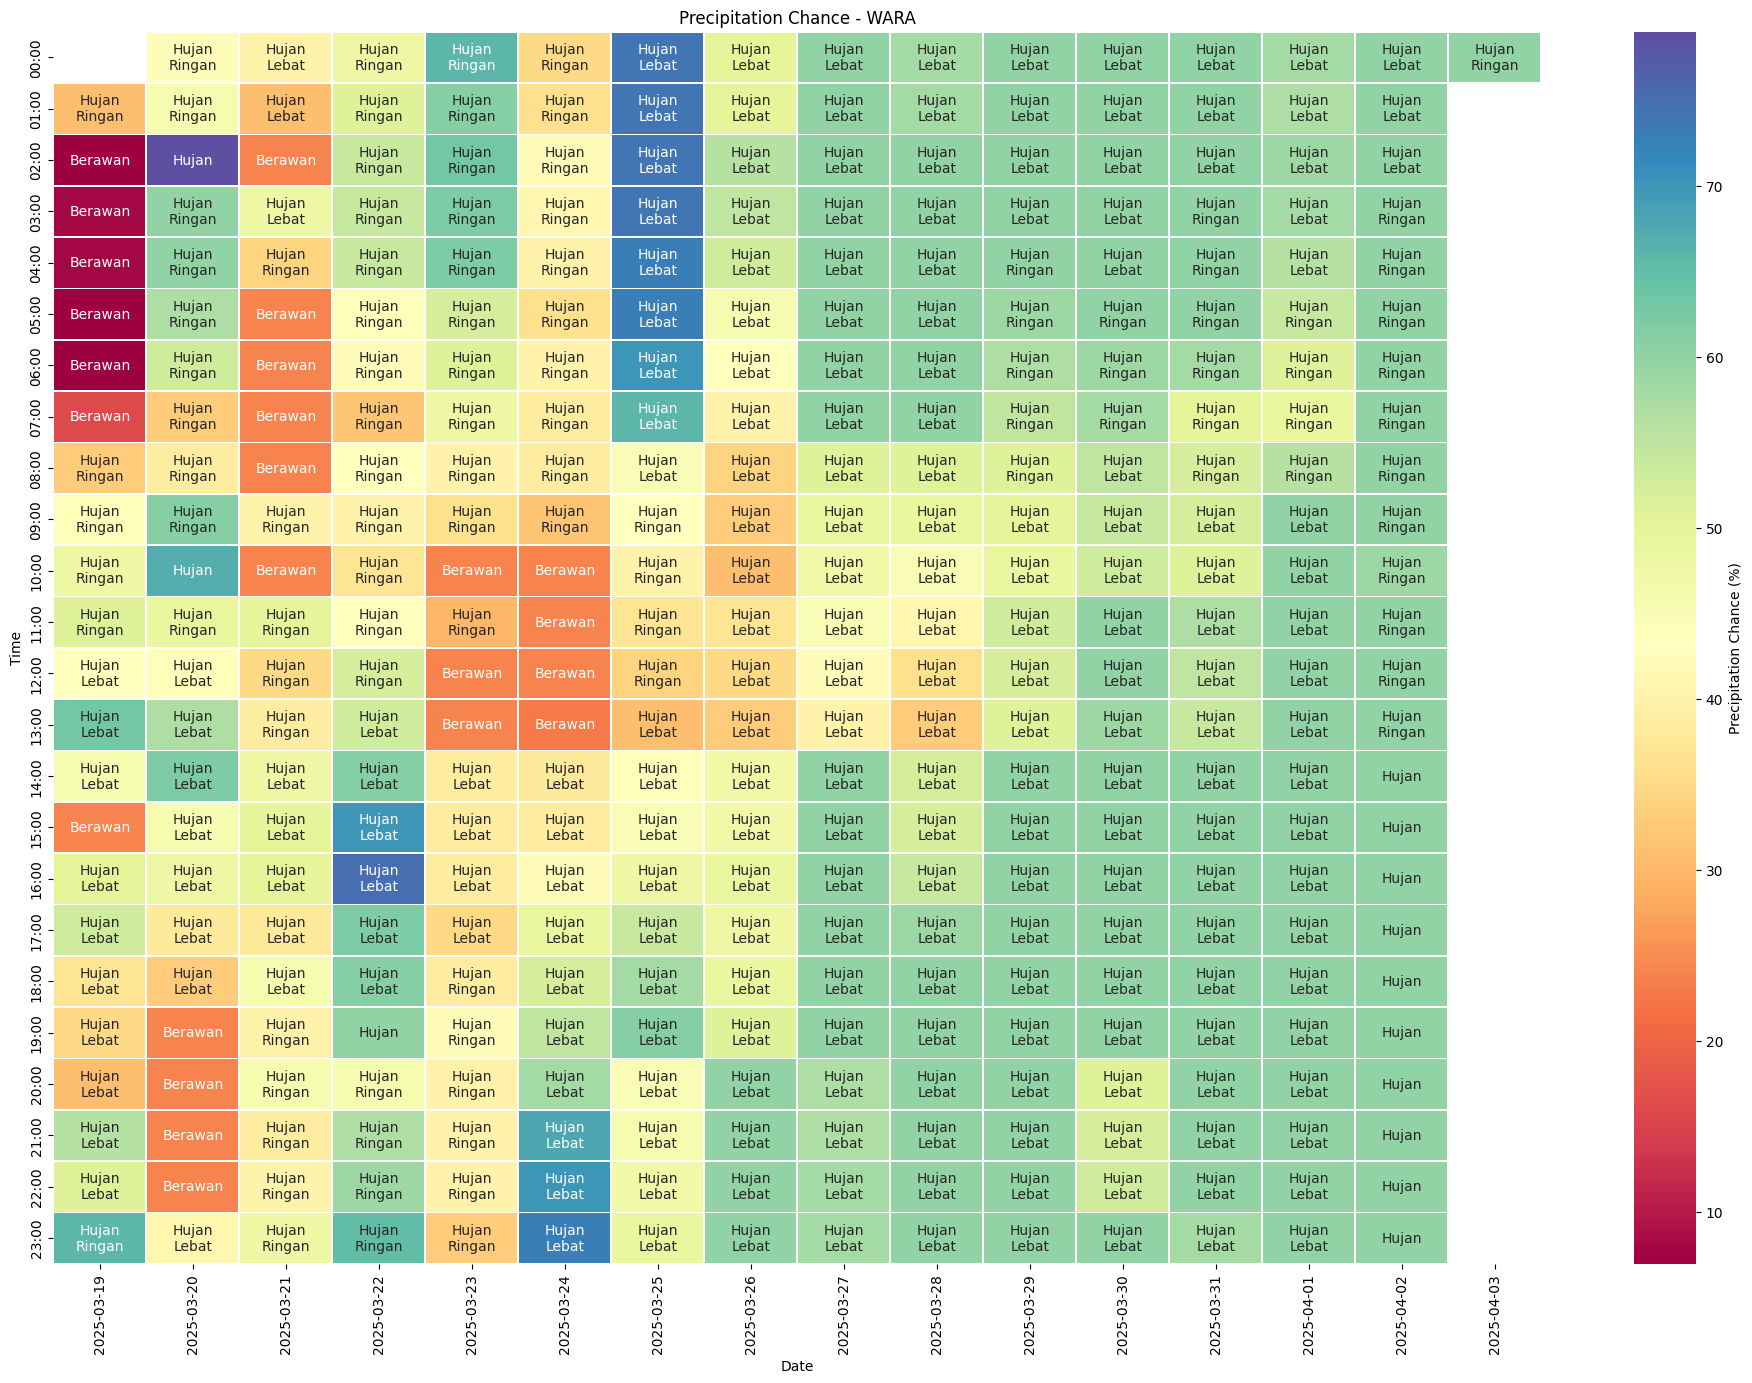 Precipitation Chance - WARA
00:00 Hujan Ringan Hujan Lebat Hujan Ringan Hujan Ringan Hujan Ringan Hujan Lebat Hujan Lebat Hujan Lebat Hujan Lebat Hujan Lebat Hujan Lebat Hujan Lebat Hujan Lebat Hujan Lebat Hujan Ringan
01:00 Hujan Ringan Hujan Ringan Hujan Lebat Hujan Ringan Hujan Ringan Hujan Ringan Hujan Lebat Hujan Lebat Hujan Lebat Hujan Lebat Hujan Lebat Hujan Lebat Hujan Lebat Hujan Lebat Hujan Lebat
02:00 Berawan Hujan Berawan Hujan Ringan Hujan Ringan Hujan Ringan Hujan Lebat Hujan Lebat Hujan Lebat Hujan Lebat Hujan Lebat Hujan Lebat Hujan Lebat Hujan Lebat Hujan Lebat
03:00 Berawan Hujan Ringan Hujan Lebat Hujan Ringan Hujan Ringan Hujan Ringan Hujan Lebat Hujan Lebat Hujan Lebat Hujan Lebat Hujan Lebat Hujan Lebat Hujan Ringan Hujan Lebat Hujan Ringan
04:00 Berawan Hujan Ringan Hujan Ringan Hujan Ringan Hujan Ringan Hujan Ringan Hujan Lebat Hujan Lebat Hujan Lebat Hujan Lebat Hujan Ringan Hujan Lebat Hujan Ringan Hujan Lebat Hujan Ringan
05:00 Berawan Hujan Ringan Berawan Hujan Ringan Hujan Ringan Hujan Ringan Hujan Lebat Hujan Lebat Hujan Lebat Hujan Lebat Hujan Ringan Hujan Ringan Hujan Ringan Hujan Ringan Hujan Ringan
06:00 Berawan Hujan Ringan Berawan Hujan Ringan Hujan Ringan Hujan Ringan Hujan Lebat Hujan Lebat Hujan Lebat Hujan Lebat Hujan Ringan Hujan Ringan Hujan Ringan Hujan Ringan Hujan Ringan
07:00 Berawan Hujan Ringan Berawan Hujan Ringan Hujan Ringan Hujan Ringan Hujan Lebat Hujan Lebat Hujan Lebat Hujan Lebat Hujan Ringan Hujan Ringan Hujan Ringan Hujan Ringan Hujan Ringan
08:00 Hujan Ringan Hujan Ringan Berawan Hujan Ringan Hujan Ringan Hujan Ringan Hujan Lebat Hujan Lebat Hujan Lebat Hujan Lebat Hujan Ringan Hujan Lebat Hujan Ringan Hujan Ringan Hujan Ringan
09:00 Hujan Ringan Hujan Ringan Hujan Ringan Hujan Ringan Hujan Ringan Hujan Ringan Hujan Ringan Hujan Lebat Hujan Lebat Hujan Lebat Hujan Lebat Hujan Lebat Hujan Lebat Hujan Lebat Hujan Ringan
10:00 Hujan Ringan Hujan Berawan Hujan Ringan Berawan Berawan Hujan Ringan Hujan Lebat Hujan Lebat Hujan Lebat Hujan Lebat Hujan Lebat Hujan Lebat Hujan Lebat Hujan Ringan
11:00 Hujan Ringan Hujan Ringan Hujan Ringan Hujan Ringan Hujan Ringan Berawan Hujan Ringan Hujan Lebat Hujan Lebat Hujan Lebat Hujan Lebat Hujan Lebat Hujan Lebat Hujan Lebat Hujan Ringan
12:00 Hujan Lebat Hujan Lebat Hujan Ringan Hujan Ringan Berawan Berawan Hujan Ringan Hujan Lebat Hujan Lebat Hujan Lebat Hujan Lebat Hujan Lebat Hujan Lebat Hujan Lebat Hujan Ringan
13:00 Hujan Lebat Hujan Lebat Hujan Ringan Hujan Lebat Berawan Berawan Hujan Lebat Hujan Lebat Hujan Lebat Hujan Lebat Hujan Lebat Hujan Lebat Hujan Lebat Hujan Lebat Hujan Ringan
14:00 Hujan Lebat Hujan Lebat Hujan Lebat Hujan Lebat Hujan Lebat Hujan Lebat Hujan Lebat Hujan Lebat Hujan Lebat Hujan Lebat Hujan Lebat Hujan Lebat Hujan Lebat Hujan Lebat Hujan
15:00 Berawan Hujan Lebat Hujan Lebat Hujan Lebat Hujan Lebat Hujan Lebat Hujan Lebat Hujan Lebat Hujan Lebat Hujan Lebat Hujan Lebat Hujan Lebat Hujan Lebat Hujan Lebat Hujan
16:00 Hujan Lebat Hujan Lebat Hujan Lebat Hujan Lebat Hujan Lebat Hujan Lebat Hujan Lebat Hujan Lebat Hujan Lebat Hujan Lebat Hujan Lebat Hujan Lebat Hujan Lebat Hujan Lebat Hujan
17:00 Hujan Lebat Hujan Lebat Hujan Lebat Hujan Lebat Hujan Lebat Hujan Lebat Hujan Lebat Hujan Lebat Hujan Lebat Hujan Lebat Hujan Lebat Hujan Lebat Hujan Lebat Hujan Lebat Hujan
18:00 Hujan Lebat Hujan Lebat Hujan Lebat Hujan Lebat Hujan Ringan Hujan Lebat Hujan Lebat Hujan Lebat Hujan Lebat Hujan Lebat Hujan Lebat Hujan Lebat Hujan Lebat Hujan Lebat Hujan
19:00 Hujan Lebat Berawan Hujan Ringan Hujan Hujan Ringan Hujan Lebat Hujan Lebat Hujan Lebat Hujan Lebat Hujan Lebat Hujan Lebat Hujan Lebat Hujan Lebat Hujan Lebat Hujan
20:00 Hujan Lebat Berawan Hujan Ringan Hujan Ringan Hujan Ringan Hujan Lebat Hujan Lebat Hujan Lebat Hujan Lebat Hujan Lebat Hujan Lebat Hujan Lebat Hujan Lebat Hujan Lebat Hujan
21:00 Hujan Lebat Berawan Hujan Ringan Hujan Ringan Hujan Ringan Hujan Lebat Hujan Lebat Hujan Lebat Hujan Lebat Hujan Lebat Hujan Lebat Hujan Lebat Hujan Lebat Hujan Lebat Hujan
22:00 Hujan Lebat Berawan Hujan Ringan Hujan Ringan Hujan Ringan Hujan Lebat Hujan Lebat Hujan Lebat Hujan Lebat Hujan Lebat Hujan Lebat Hujan Lebat Hujan Lebat Hujan Lebat Hujan
23:00 Hujan Ringan Hujan Lebat Hujan Ringan Hujan Ringan Hujan Ringan Hujan Lebat Hujan Lebat Hujan Lebat Hujan Lebat Hujan Lebat Hujan Lebat Hujan Lebat Hujan Lebat Hujan Lebat Hujan
Time
2025-03-19 2025-03-20 2025-03-21 2025-03-22 2025-03-23 2025-03-24 2025-03-25 2025-03-26 2025-03-27 2025-03-28 2025-03-29 2025-03-30 2025-03-31 2025-04-01 2025-04-02 2025-04-03
Date
70
60
50
40
30
20
10
Precipitation Chance (%)